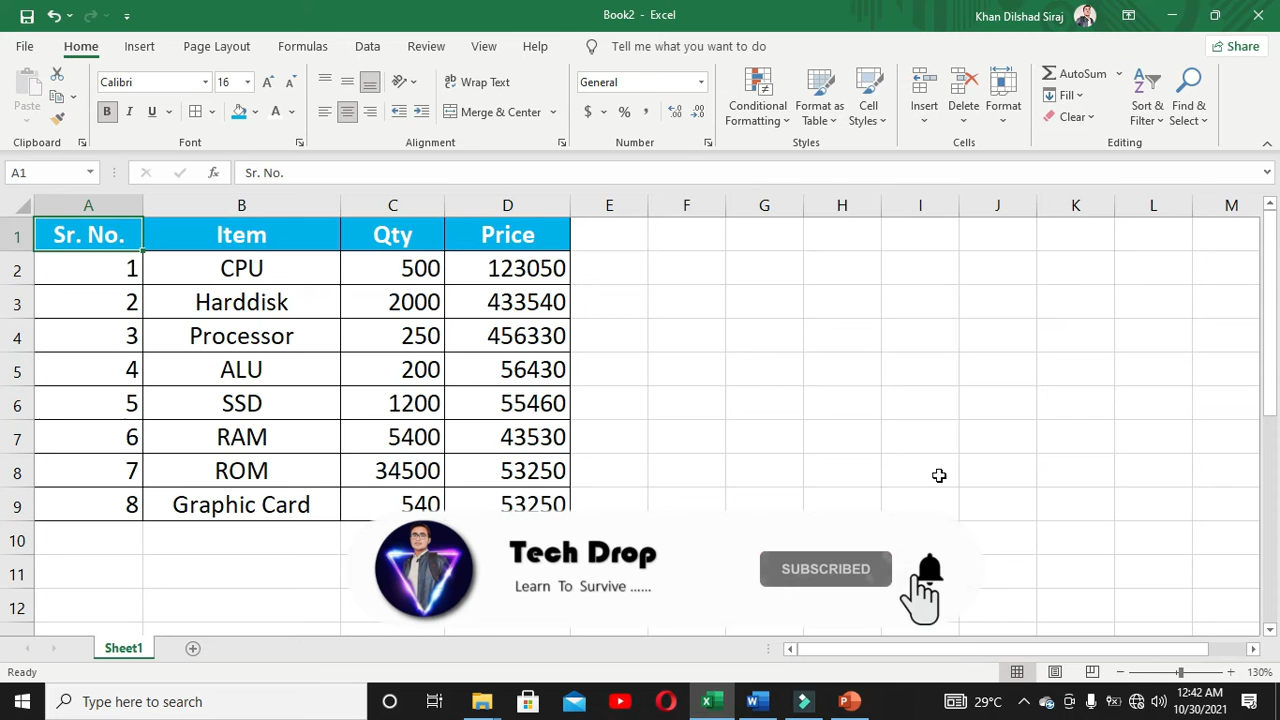 Book2 - Excel
Khan Dilshad Siraj
File Home Insert Page Layout Formulas Data Review View Help Tell me what you want to do Share
Paste
Clipboard
Calibri 16
B I U
Font
Wrap Text
Merge & Center
Alignment
General
$ % ,
Number
Conditional Formatting
Format as Table
Cell Styles
Styles
Insert Delete Format
Cells
AutoSum
Fill
Clear
Sort & Filter
Find & Select
Editing
A1 fx Sr. No.
A B C D E F G H I J K L M
1 Sr. No. Item Qty Price
2 1 CPU 500 123050
3 2 Harddisk 2000 433540
4 3 Processor 250 456330
5 4 ALU 200 56430
6 5 SSD 1200 55460
7 6 RAM 5400 43530
8 7 ROM 34500 53250
9 8 Graphic Card 540 53250
10
11
12
Tech Drop
Learn To Survive ......
SUBSCRIBED
Sheet1
Ready
130%
Type here to search
29°C
12:42 AM
10/30/2021